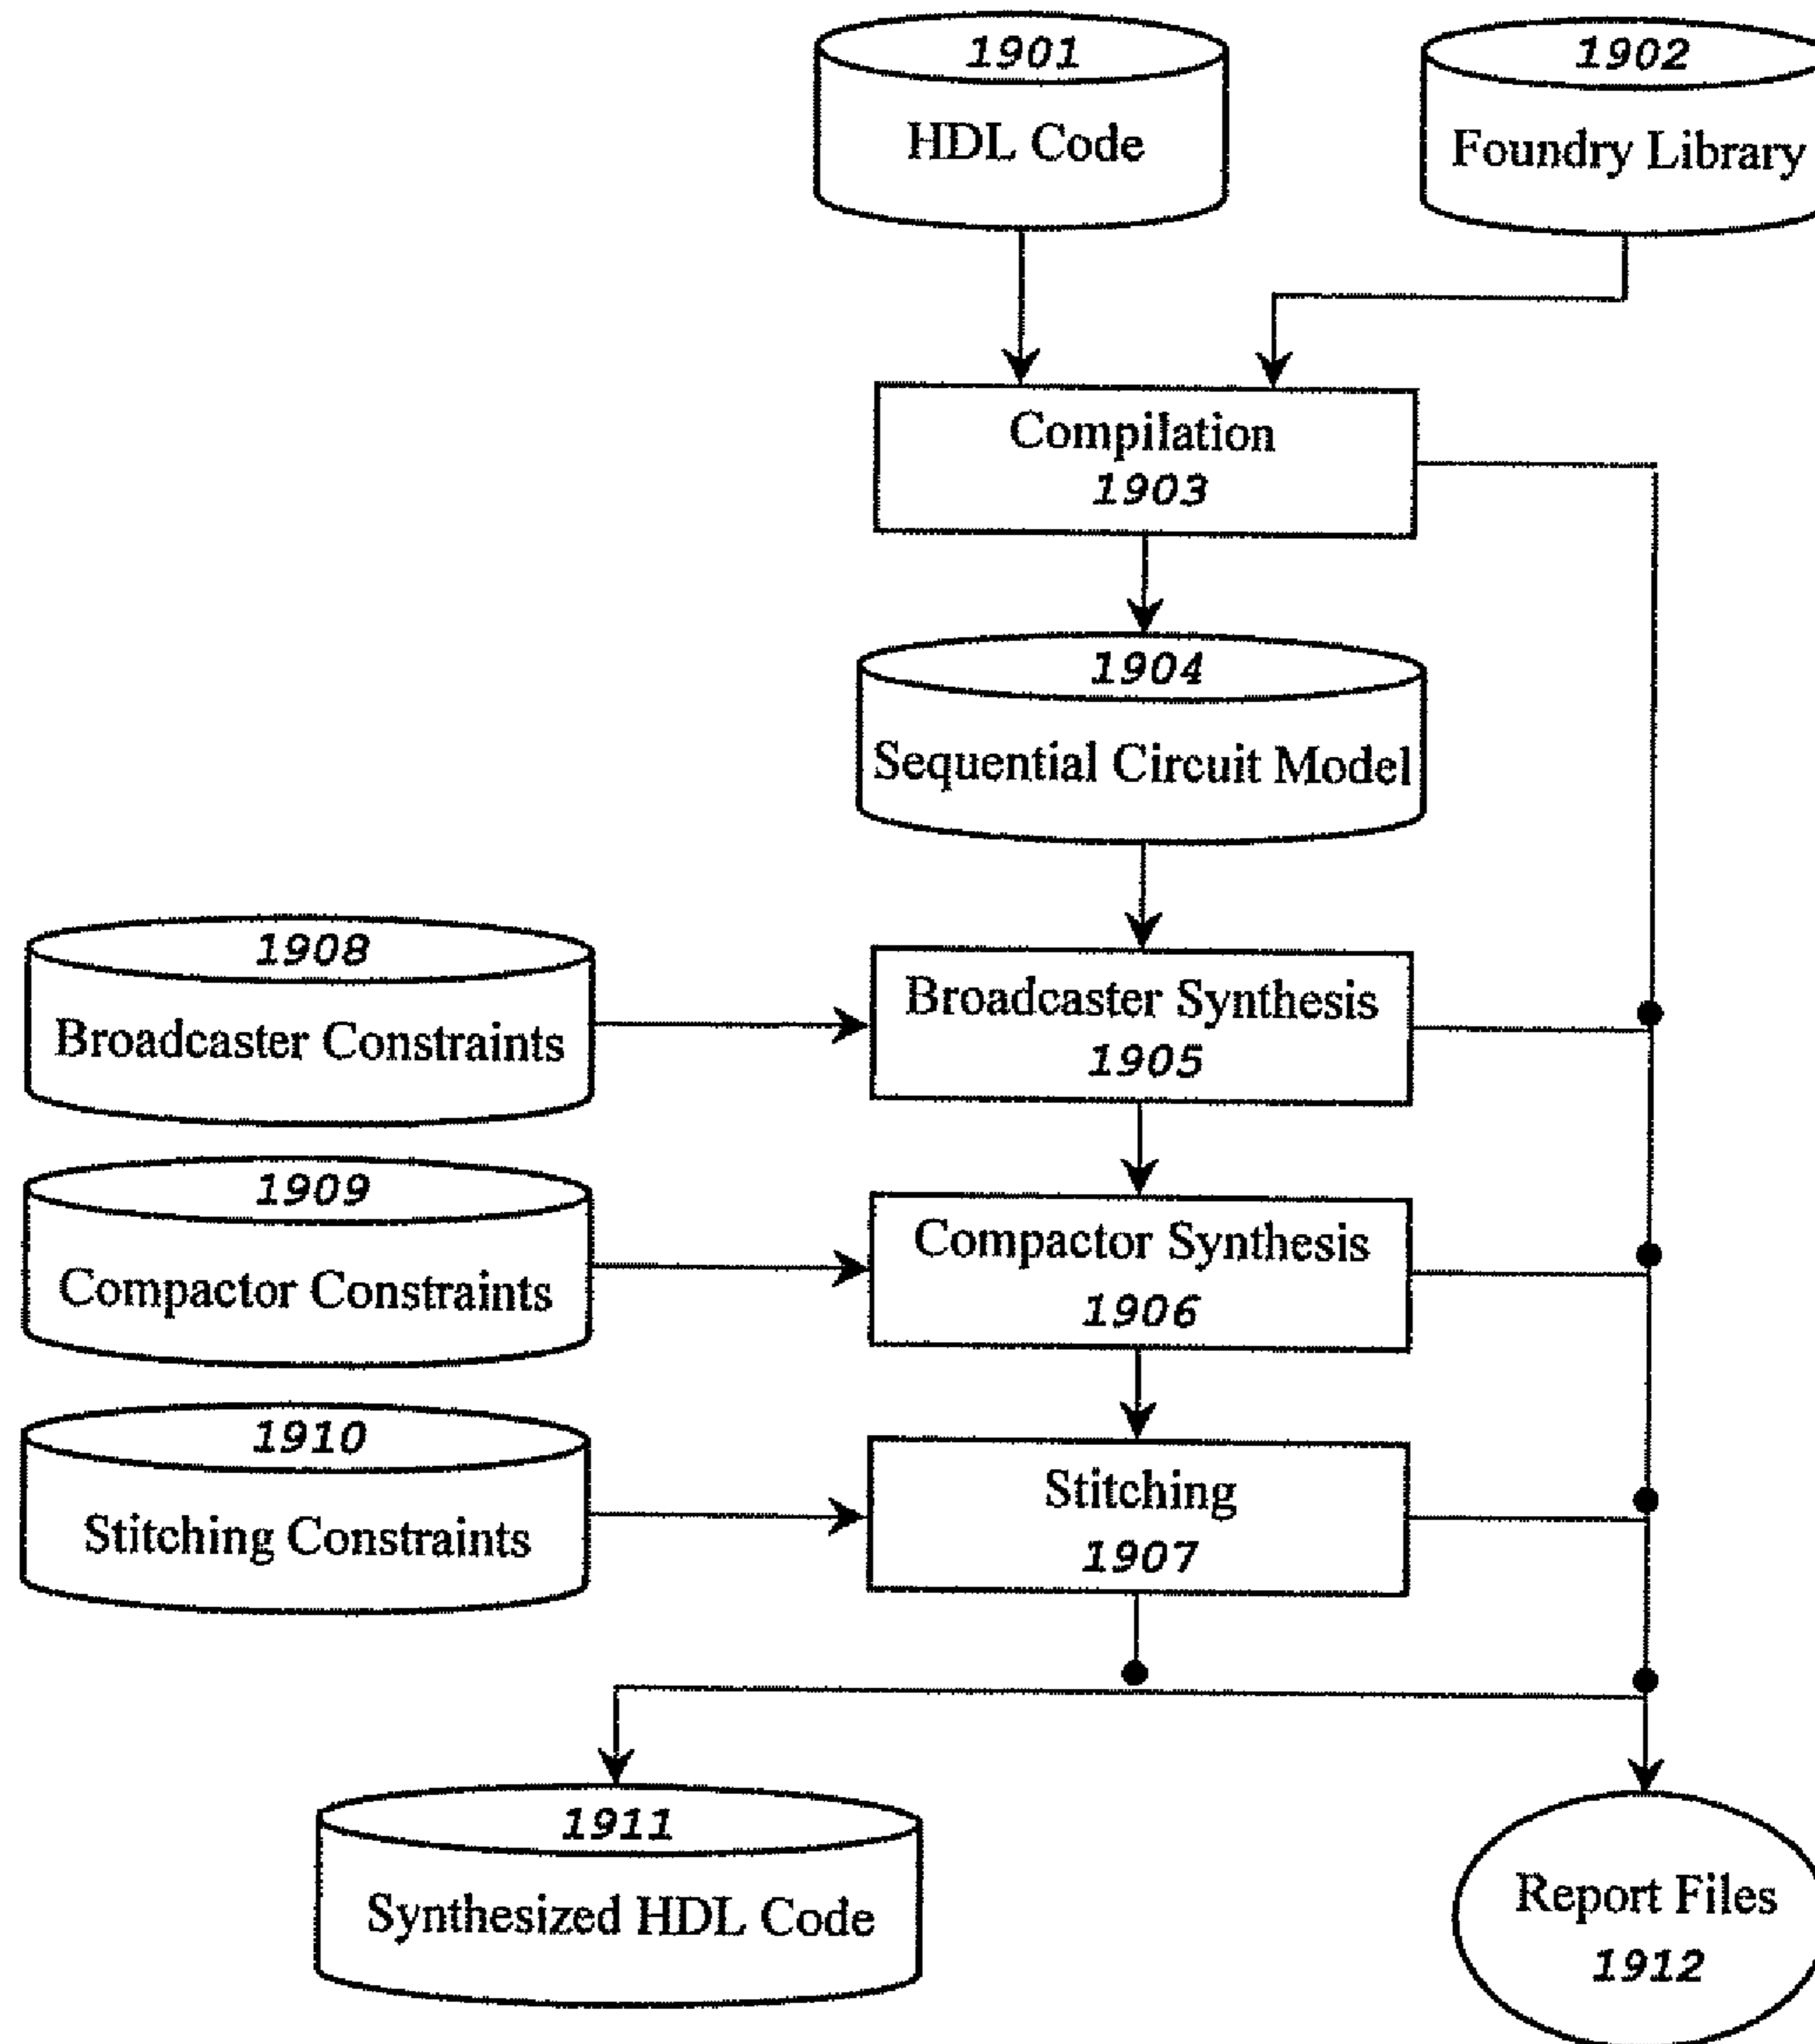 1901
HDL Code
1902
Foundry Library
Compilation
1903
1904
Sequential Circuit Model
1908
Broadcaster Constraints
Broadcaster Synthesis
1905
1909
Compactor Constraints
Compactor Synthesis
1906
1910
Stitching Constraints
Stitching
1907
1911
Synthesized HDL Code
Report Files
1912